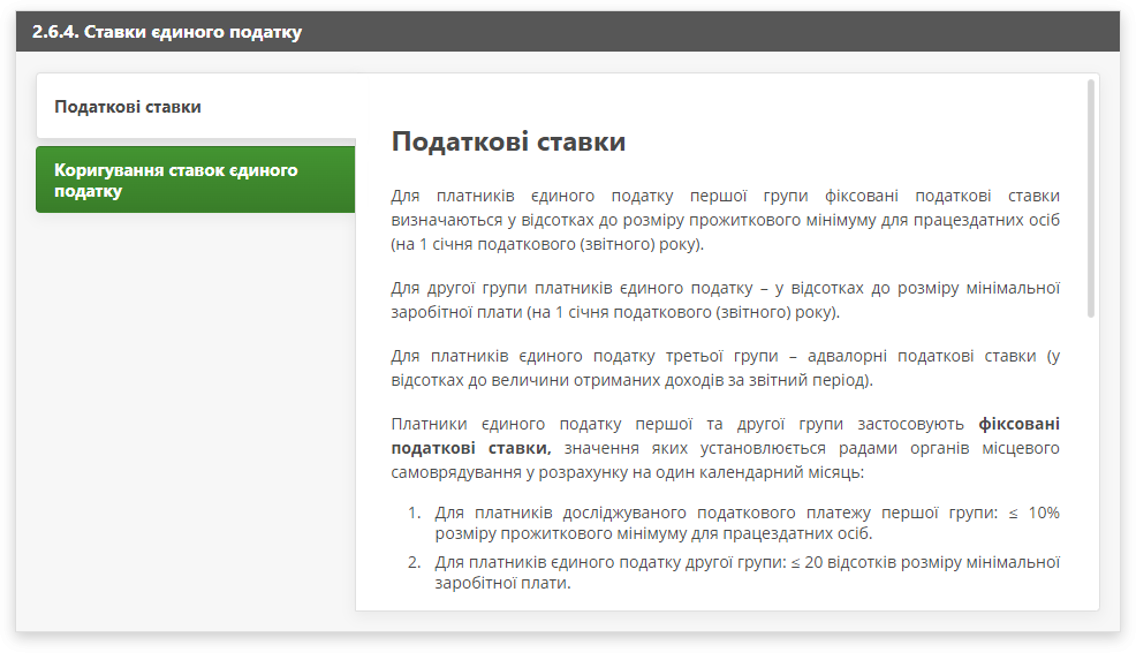 2.6.4. Ставки єдиного податку
Податкові ставки
Коригування ставок єдиного
податку
Податкові ставки
Для платників єдиного податку першої групи фіксовані податкові ставки
визначаються у відсотках до розміру прожиткового мінімуму для працездатних осіб
(на 1 січня податкового (звітного) року).
Для другої групи платників єдиного податку – у відсотках до розміру мінімальної
заробітної плати (на 1 січня податкового (звітного) року).
Для платників єдиного податку третьої групи – адвалорні податкові ставки (у
відсотках до величини отриманих доходів за звітний період).
Платники єдиного податку першої та другої групи застосовують фіксовані
податкові ставки, значення яких установлюється радами органів місцевого
самоврядування у розрахунку на один календарний місяць:
1. Для платників досліджуваного податкового платежу першої групи: ≤ 10%
розміру прожиткового мінімуму для працездатних осіб.
2. Для платників єдиного податку другої групи: ≤ 20 відсотків розміру мінімальної
заробітної плати.